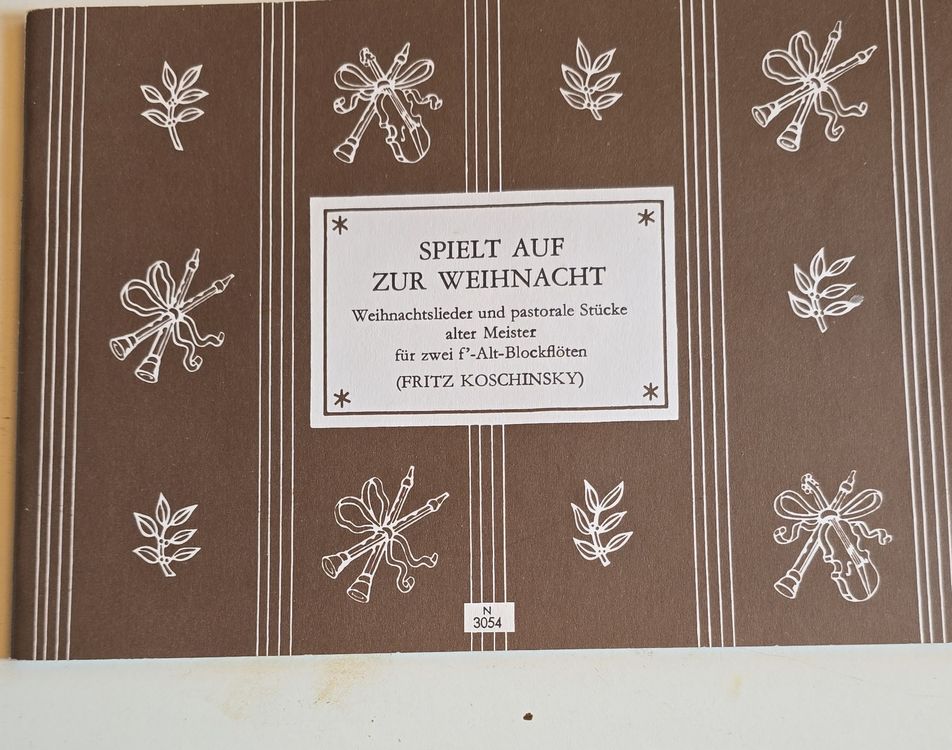 SPIELT AUF
ZUR WEIHNACHT
Weihnachtslieder und pastorale Stücke
alter Meister
für zwei f'-Alt-Blockflöten
(FRITZ KOSCHINSKY)
N
3054